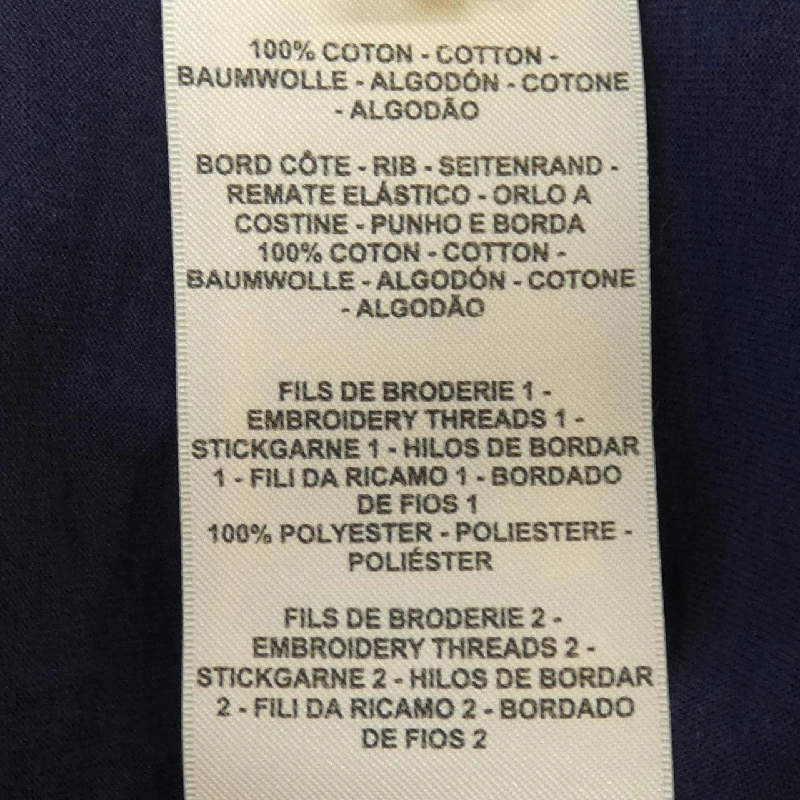 100% COTON - COTTON -
BAUMWOLLE - ALGODÓN - COTONE
- ALGODÃO
BORD CÔTE - RIB - SEITENRAND -
REMATE ELÁSTICO - ORLO A
COSTINE - PUNHO E BORDA
100% COTON - COTTON -
BAUMWOLLE - ALGODÓN - COTONE
- ALGODÃO
FILS DE BRODERIE 1 -
EMBROIDERY THREADS 1 -
STICKGARNE 1 - HILOS DE BORDAR
1 - FILI DA RICAMO 1 - BORDADO
DE FIOS 1
100% POLYESTER - POLIESTERE -
POLIÉSTER
FILS DE BRODERIE 2 -
EMBROIDERY THREADS 2 -
STICKGARNE 2 - HILOS DE BORDAR
2 - FILI DA RICAMO 2 - BORDADO
DE FIOS 2